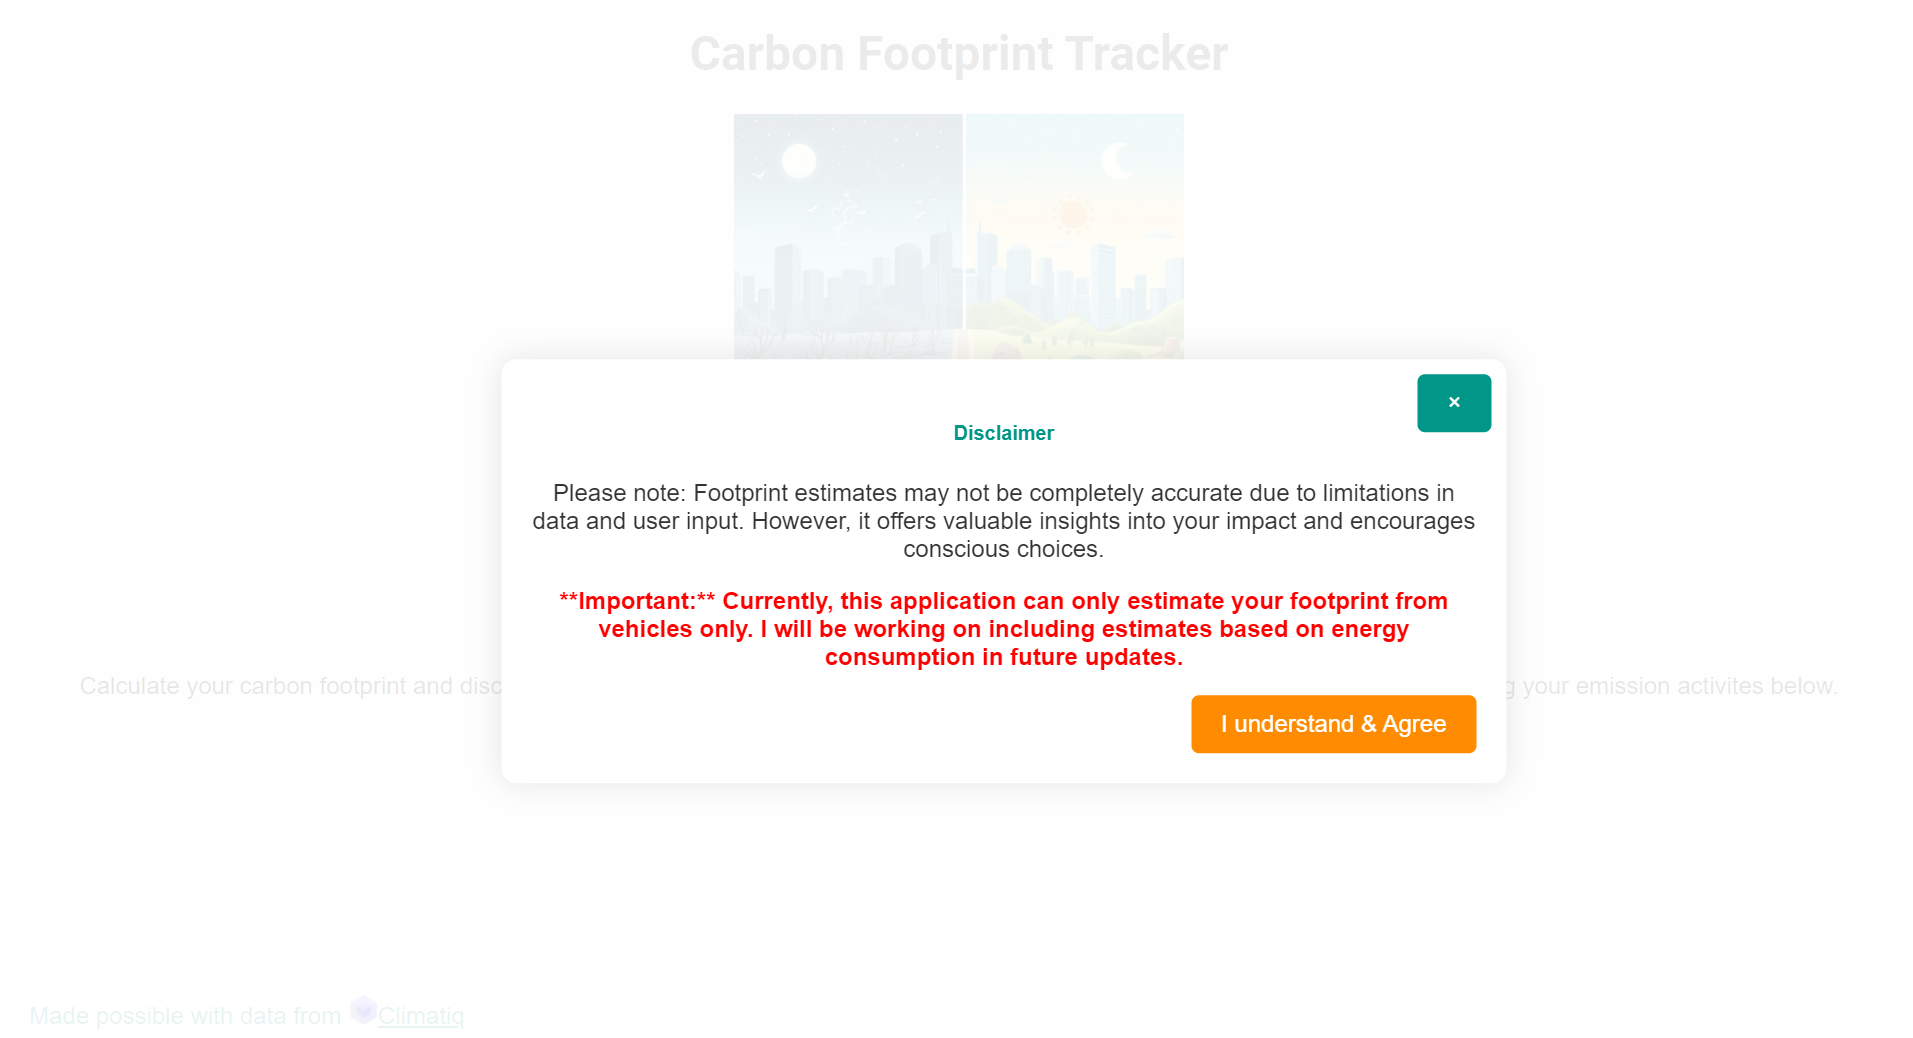 Carbon Footprint Tracker
×
Disclaimer
Please note: Footprint estimates may not be completely accurate due to limitations in
data and user input. However, it offers valuable insights into your impact and encourages
conscious choices.
**Important:** Currently, this application can only estimate your footprint from
vehicles only. I will be working on including estimates based on energy
consumption in future updates.
Calculate your carbon footprint and your emission activites below.
I understand & Agree
Made possible with data from Climatiq